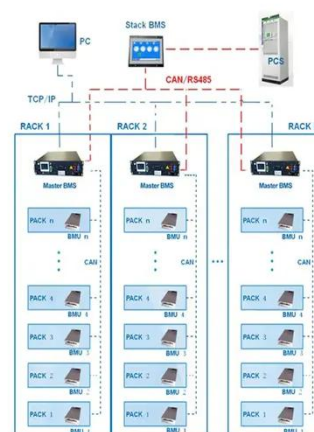 PC
Stack BMS
PCS
CAN/RS485
TCP/IP
RACK 1
RACK 2
RACK
Master BMS
Master BMS
Master BMS
PACK n
PACK n
PACK n
BMU n
BMU n
BMU n
CAN
CAN
CAN
PACK 4
PACK 4
PACK 4
BMU 4
BMU 4
BMU 4
PACK 3
PACK 3
PACK 3
BMU 3
BMU 3
BMU 3
PACK 2
PACK 2
PACK 2
BMU 2
BMU 2
BMU 2
PACK 1
PACK 1
PACK 1